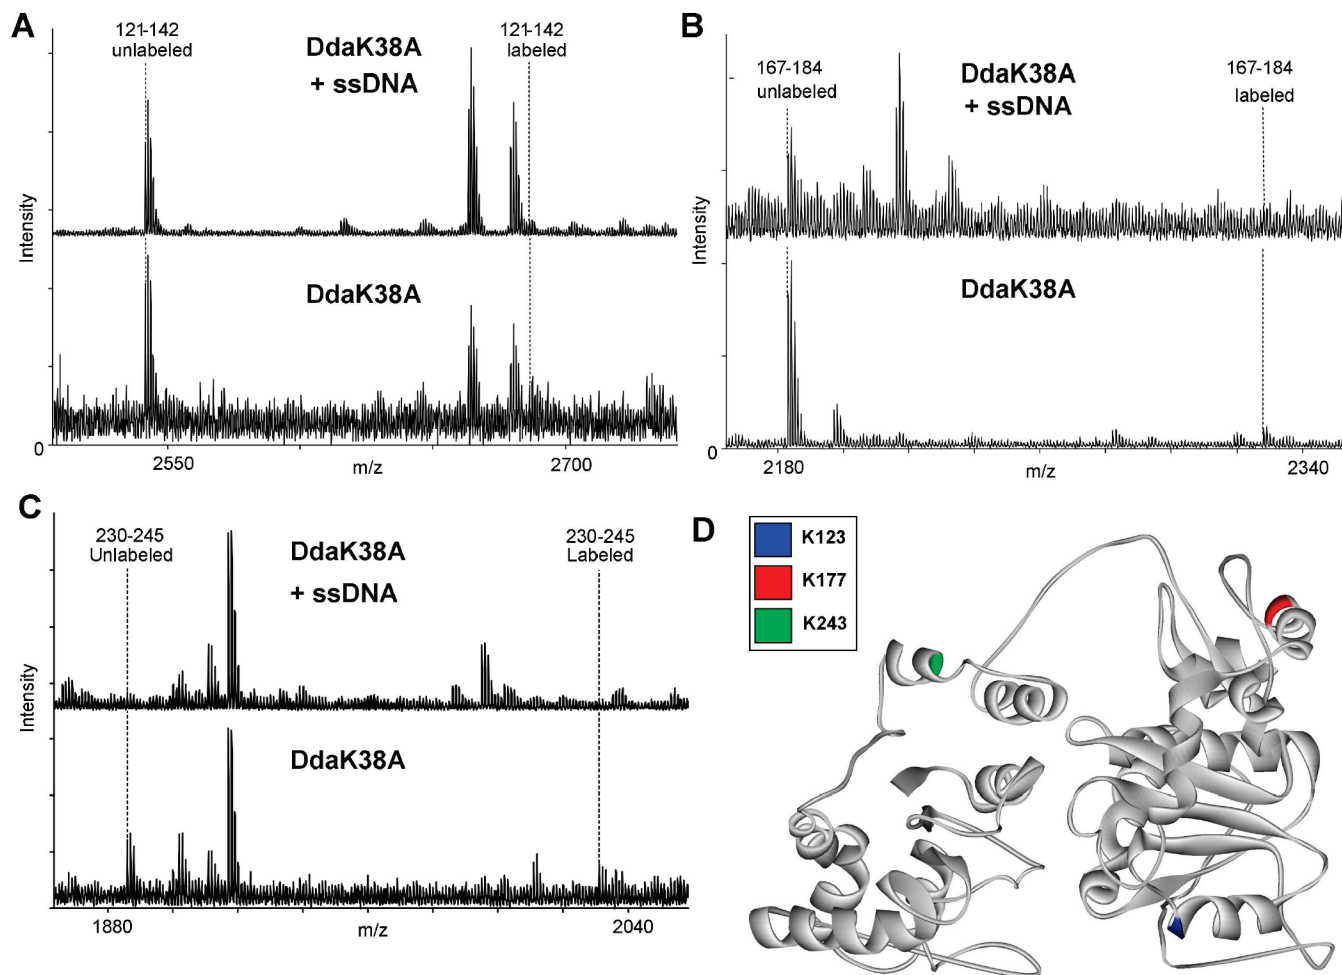 A
121-142
unlabeled
DdaK38A
+ ssDNA
121-142
labeled
DdaK38A
Intensity
0
2550
m/z
2700
B
167-184
unlabeled
DdaK38A
+ ssDNA
167-184
labeled
DdaK38A
Intensity
0
2180
m/z
2340
C
230-245
Unlabeled
DdaK38A
+ ssDNA
230-245
Labeled
DdaK38A
Intensity
1880
m/z
2040
D
K123
K177
K243